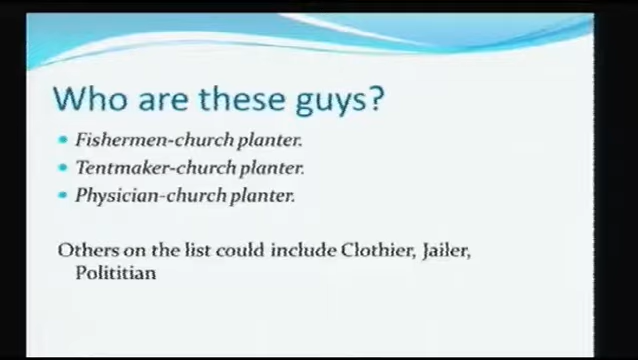 Who are these guys?
Fishermen-church planter.
Tentmaker-church planter.
Physician-church planter.
Others on the list could include Clothier, Jailer,
Polititian